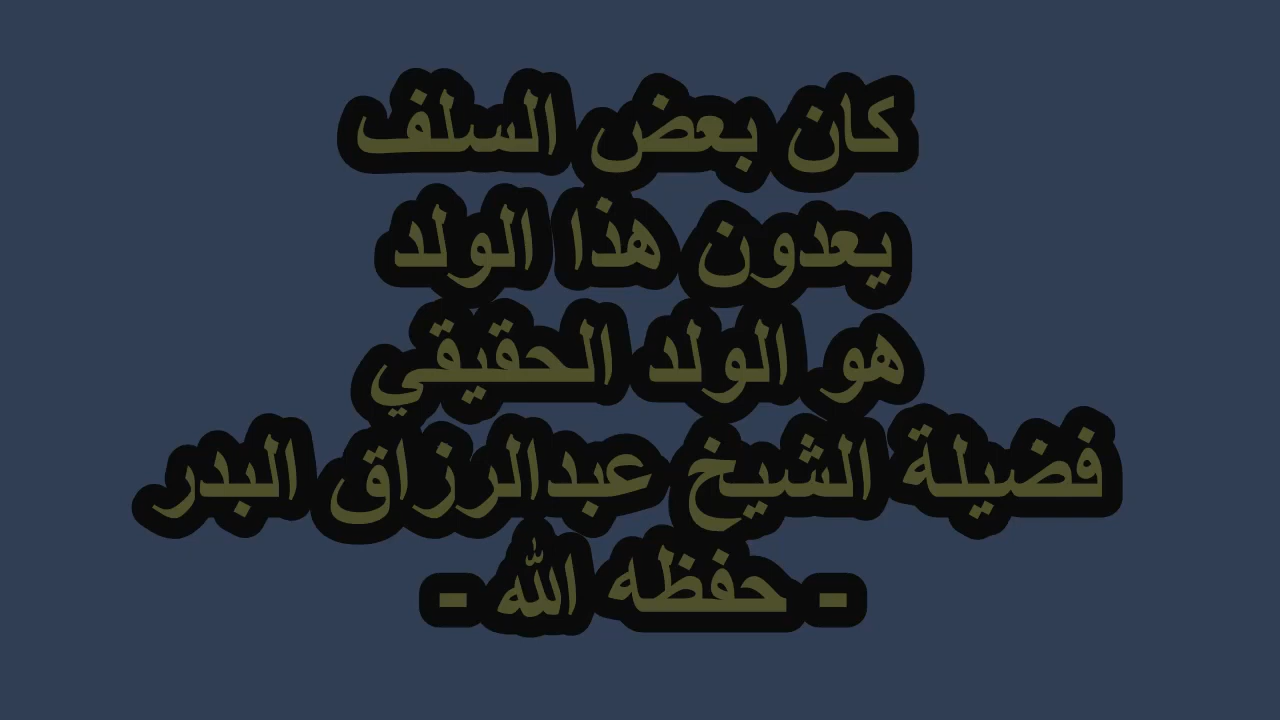 كان بعض السلف
يعدون هذا الولد
هو الولد الحقيقي
فضيلة الشيخ عبدالرزاق البدر
- حفظه الله -